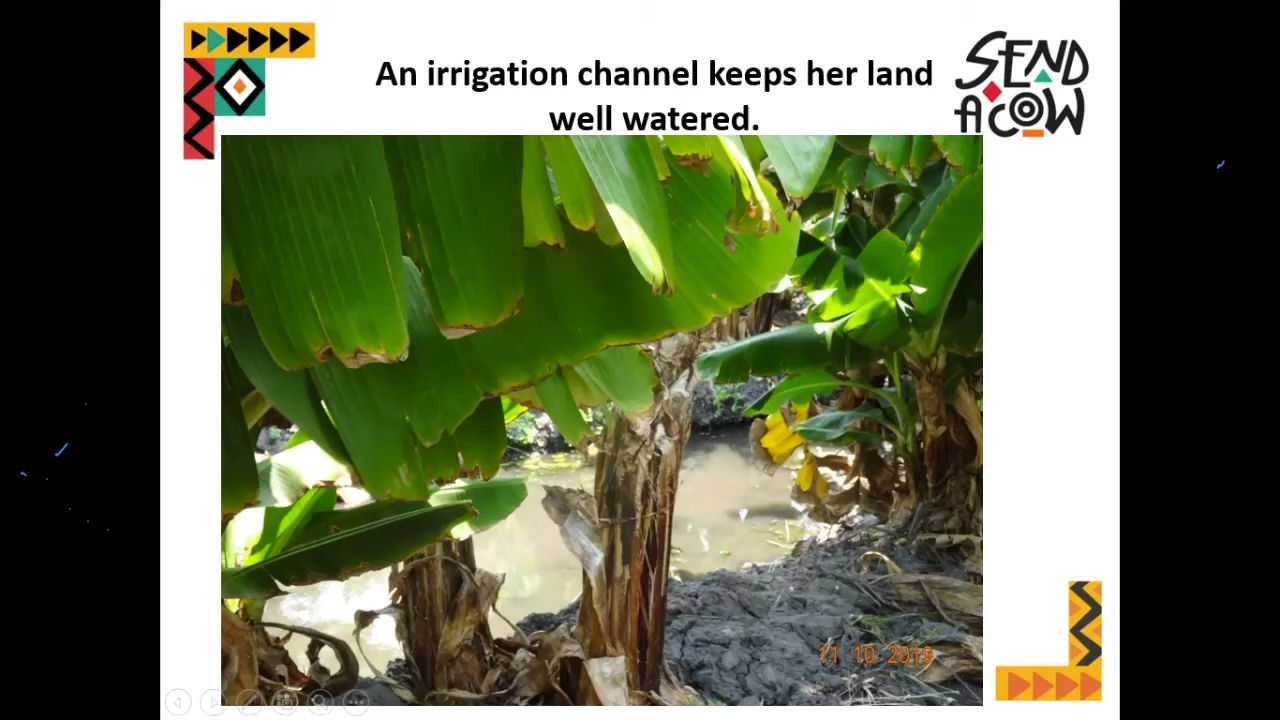 An irrigation channel keeps her land
well watered.
SEND
A COW
11 10 2019